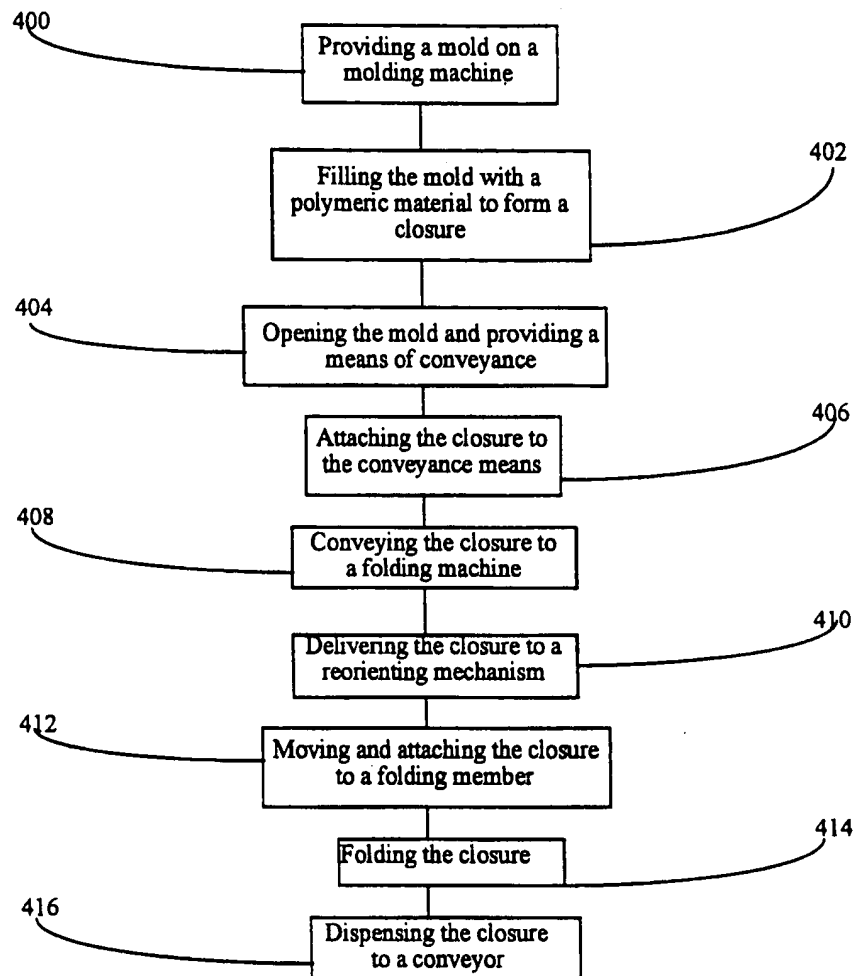 400
Providing a mold on a
molding machine
402
Filling the mold with a
polymeric material to form a
closure
404
Opening the mold and providing a
means of conveyance
406
Attaching the closure to
the conveyance means
408
Conveying the closure to
a folding machine
410
Delivering the closure to a
reorienting mechanism
412
Moving and attaching the closure
to a folding member
414
Folding the closure
416
Dispensing the closure
to a conveyor